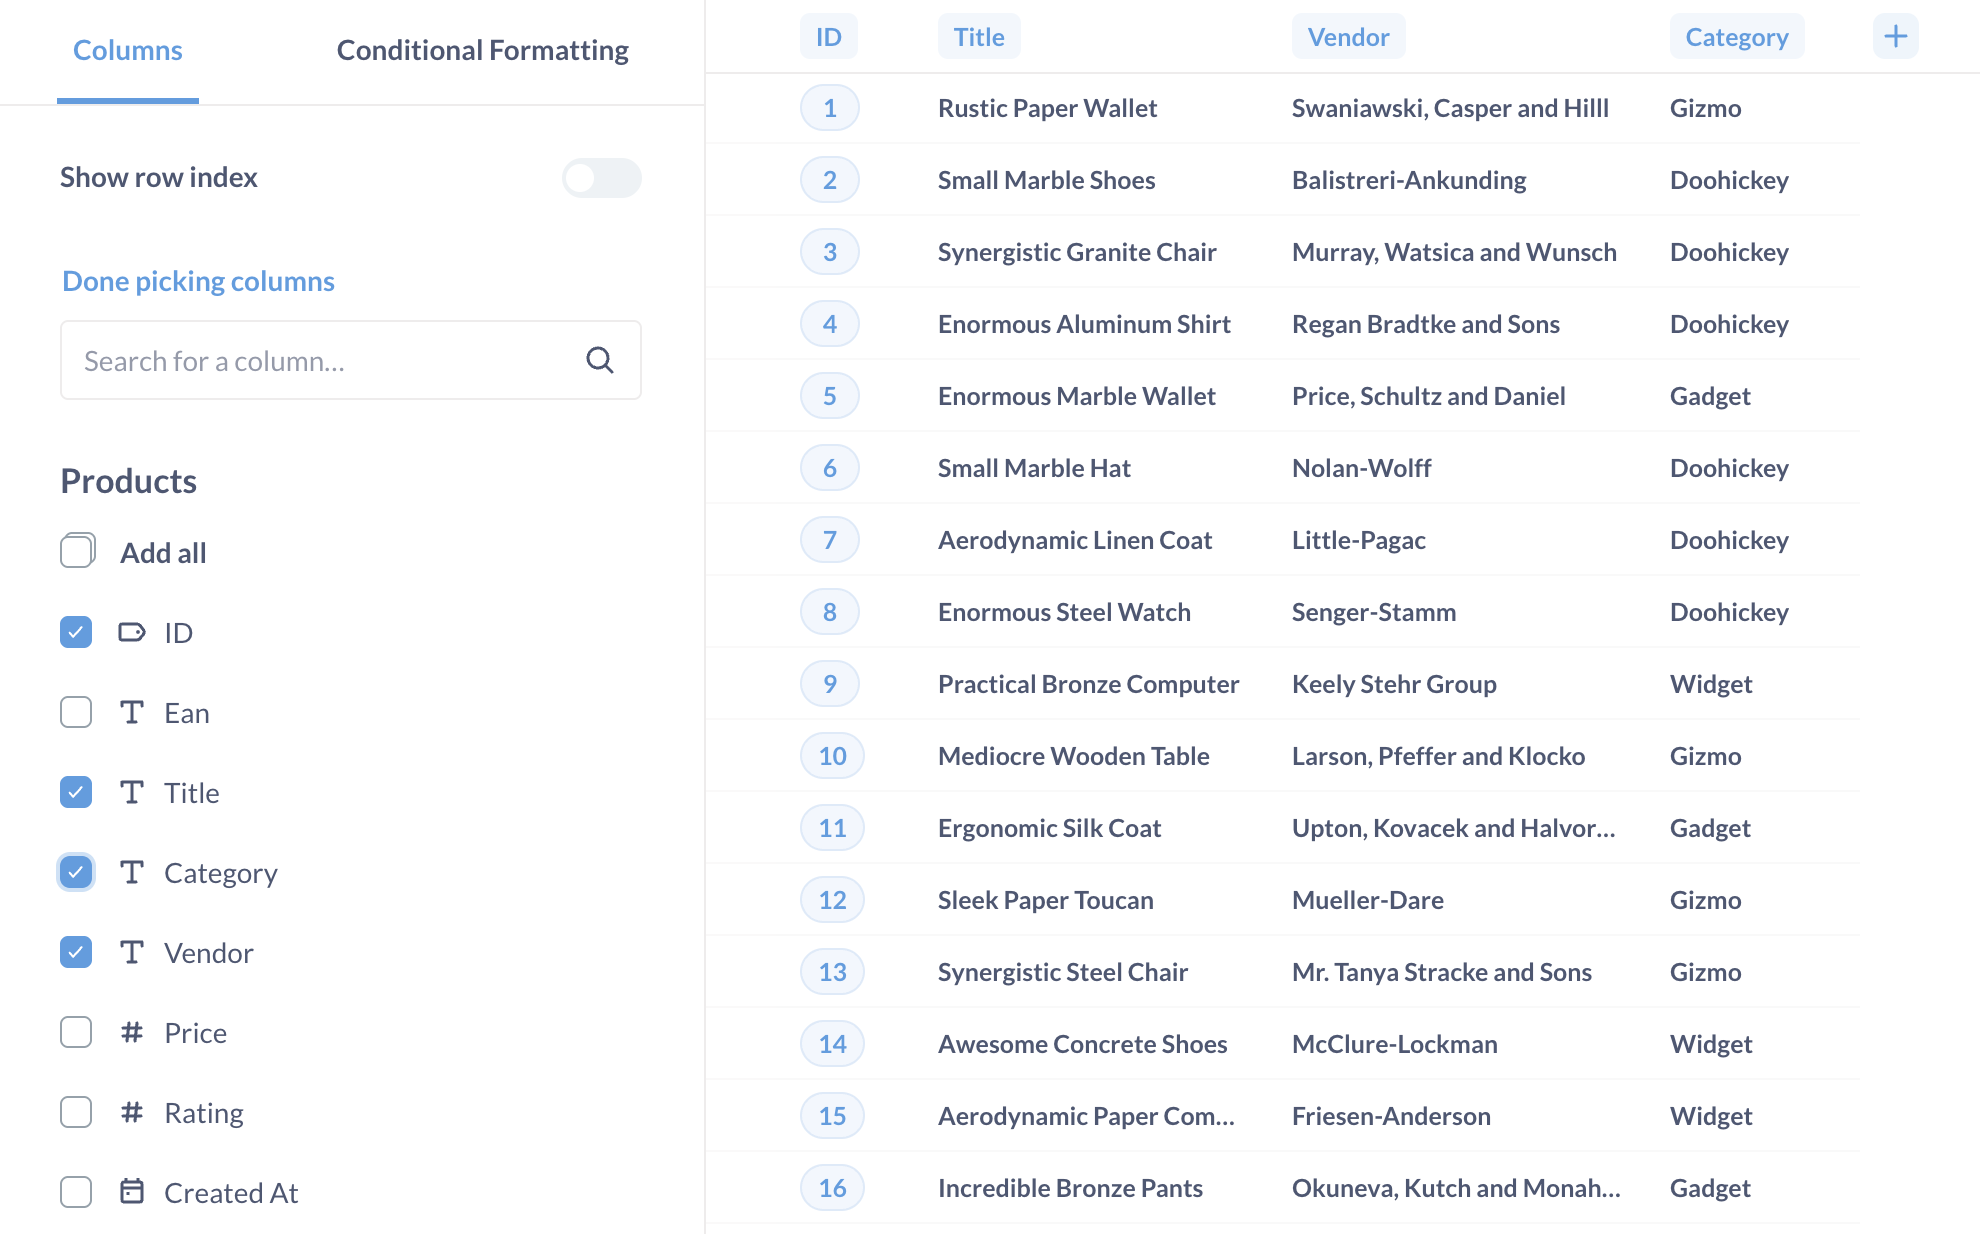 Columns
Conditional Formatting
Show row index
Done picking columns
Search for a column...
Products
Add all
ID
Ean
Title
Category
Vendor
Price
Rating
Created At
ID Title Vendor Category
1 Rustic Paper Wallet Swaniawski, Casper and Hilll Gizmo
2 Small Marble Shoes Balistreri-Ankunding Doohickey
3 Synergistic Granite Chair Murray, Watsica and Wunsch Doohickey
4 Enormous Aluminum Shirt Regan Bradtke and Sons Doohickey
5 Enormous Marble Wallet Price, Schultz and Daniel Gadget
6 Small Marble Hat Nolan-Wolff Doohickey
7 Aerodynamic Linen Coat Little-Pagac Doohickey
8 Enormous Steel Watch Senger-Stamm Doohickey
9 Practical Bronze Computer Keely Stehr Group Widget
10 Mediocre Wooden Table Larson, Pfeffer and Klocko Gizmo
11 Ergonomic Silk Coat Upton, Kovacek and Halvor... Gadget
12 Sleek Paper Toucan Mueller-Dare Gizmo
13 Synergistic Steel Chair Mr. Tanya Stracke and Sons Gizmo
14 Awesome Concrete Shoes McClure-Lockman Widget
15 Aerodynamic Paper Com... Friesen-Anderson Widget
16 Incredible Bronze Pants Okuneva, Kutch and Monah... Gadget